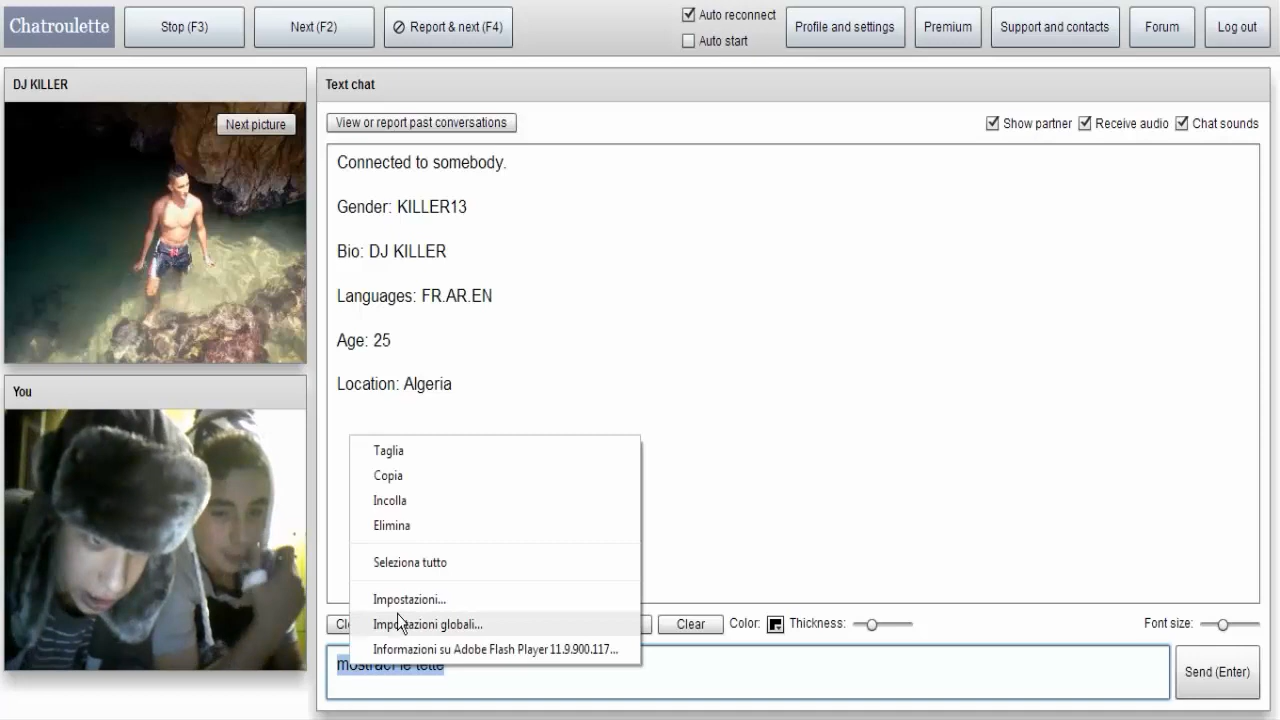 Chatroulette
Stop (F3)
Next (F2)
Report & next (F4)
Auto reconnect
Auto start
Profile and settings
Premium
Support and contacts
Forum
Log out
DJ KILLER
Next picture
You
Text chat
View or report past conversations
Show partner
Receive audio
Chat sounds
Connected to somebody.
Gender: KILLER13
Bio: DJ KILLER
Languages: FR.AR.EN
Age: 25
Location: Algeria
Taglia
Copia
Incolla
Elimina
Seleziona tutto
Impostazioni...
Impostazioni globali...
Informazioni su Adobe Flash Player 11.9.900.117...
Clear
Color:
Thickness:
Font size:
mostraci le tette
Send (Enter)